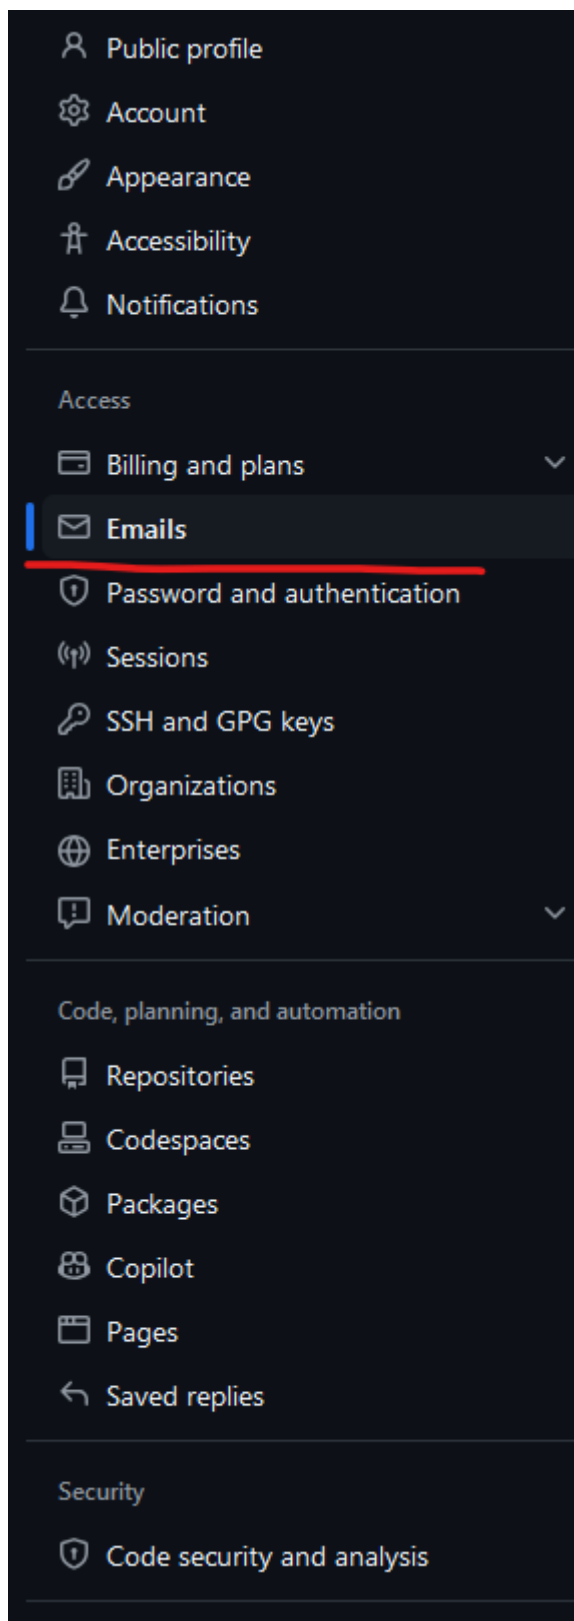 Public profile
Account
Appearance
Accessibility
Notifications
Access
Billing and plans
Emails
Password and authentication
Sessions
SSH and GPG keys
Organizations
Enterprises
Moderation
Code, planning, and automation
Repositories
Codespaces
Packages
Copilot
Pages
Saved replies
Security
Code security and analysis